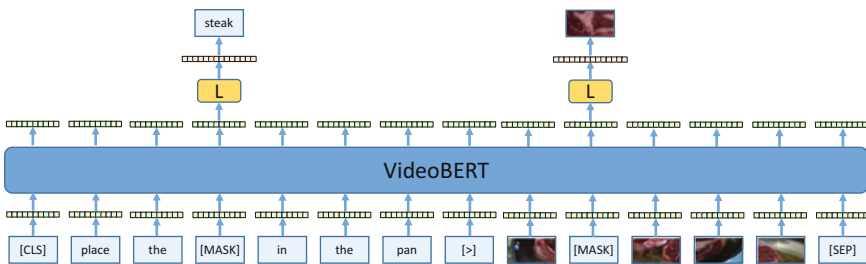 steak
L L
VideoBERT
[CLS] place the [MASK] in the pan [>] [MASK] [SEP]